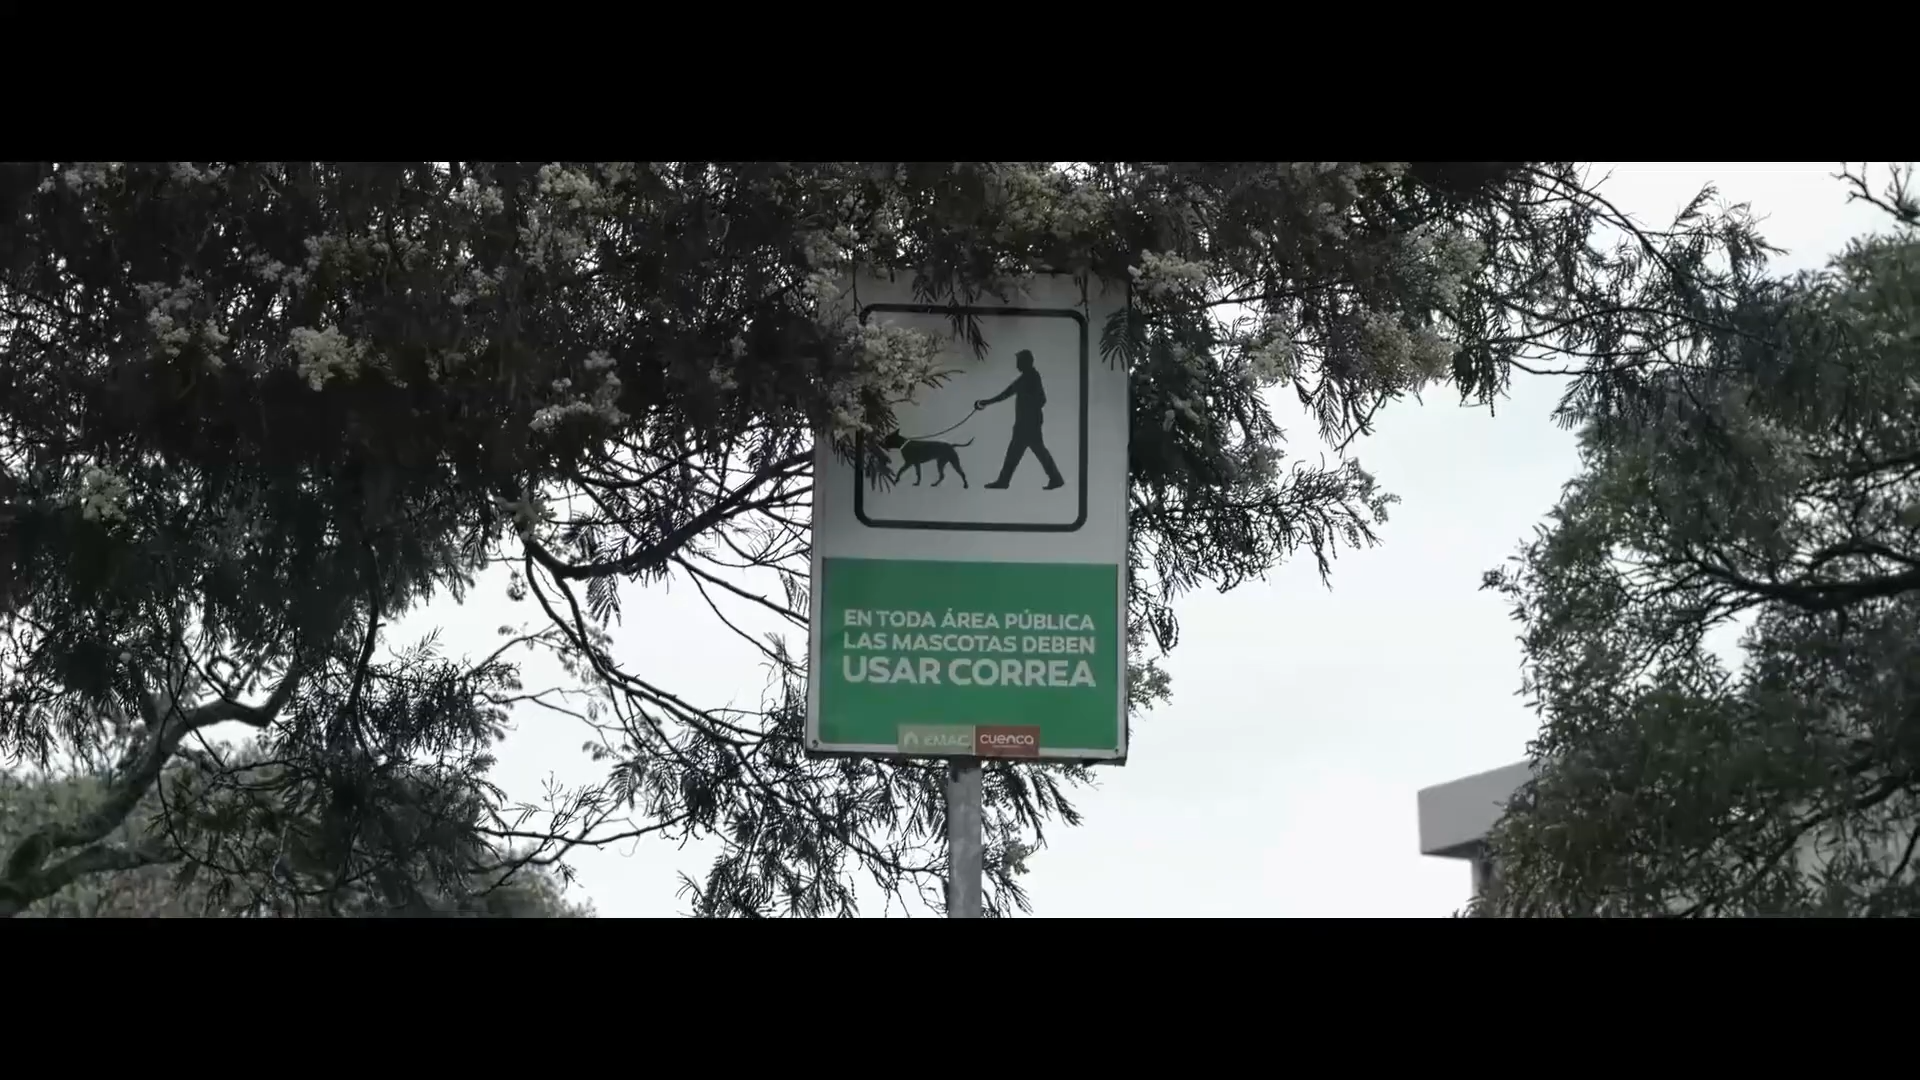 EN TODA ÁREA PÚBLICA
LAS MASCOTAS DEBEN
USAR CORREA
EMAC cuenca